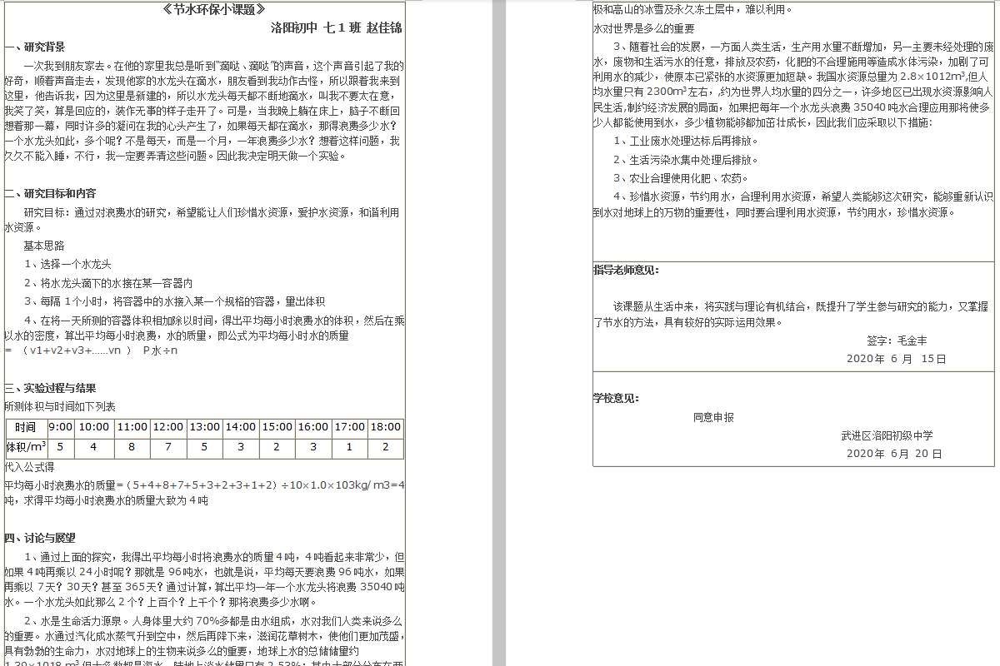 《节水环保小课题》
洛阳初中 七1班 赵佳锦
一、研究背景
一次我到朋友家去。在他的家里我总是听到“滴哒、滴哒”的声音，这个声音引起了我的
好奇，顺着声音走去，发现他家的水龙头在滴水，朋友看到我动作古怪，所以跟着我来到
这里，他告诉我，因为这里是新建的，所以水龙头每天都不断地滴水，叫我不要太在意，
我笑了笑，算是回应的，装作无事的样子走开了。可是，当我晚上躺在床上，脑子不断回
想着那一幕，同时许多的凝问在我的心头产生了，如果每天都在滴水，那得浪费多少水？
一个水龙头如此，多个呢？不是每天，而是一个月，一年浪费多少水？想着这样问题，我
久久不能入睡，不行，我一定要弄清这些问题。因此我决定明天做一个实验。
二、研究目标和内容
研究目标：通过对浪费水的研究，希望能让人们珍惜水资源，爱护水资源，和谐利用
水资源。
基本思路
1、选择一个水龙头
2、将水龙头滴下的水接在某一容器内
3、每隔 1个小时，将容器中的水接入某一个规格的容器，量出体积
4、在将一天所测的容器体积相加除以时间，得出平均每小时浪费水的体积，然后在乘
以水的密度，算出平均每小时浪费，水的质量，即公式为平均每小时水的质量
= （v1+v2+v3+......vn ） P水÷n
三、实验过程与结果
所测体积与时间如下列表
时间 9:00 10:00 11:00 12:00 13:00 14:00 15:00 16:00 17:00 18:00
体积/m³ 5 4 8 7 5 3 2 3 1 2
代入公式得
平均每小时浪费水的质量=（5+4+8+7+5+3+2+3+1+2）÷10×1.0×103kg/ m3=4
吨，求得平均每小时浪费水的质量大致为4吨
四、讨论与展望
1、通过上面的探究，我得出平均每小时将浪费水的质量4吨，4吨看起来非常少，但
如果4吨再乘以24小时呢？那就是96吨水，也就是说，平均每天要浪费96吨水，如果
再乘以7天？30天？甚至365天？通过计算，算出平均一年一个水龙头将浪费 35040吨
水。一个水龙头如此那么2个？上百个？上千个？那将浪费多少水啊。
2、水是生命活力源泉。人身体里大约70%多都是由水组成，水对我们人类来说多么
的重要。水通过汽化成水蒸气升到空中，然后再降下来，滋润花草树木，使他们更加茂盛，
具有勃勃的生命力，水对地球上的生物来说多么的重要，地球上水的总储储量约
1.39×1018 m³,但大多数都是海水，陆地上淡水储量只有2.53%；其中大部分分布在两
极和高山的冰雪及永久冻土层中，难以利用。
水对世界是多么的重要
3、随着社会的发展，一方面人类生活，生产用水量不断增加，另一主要未经处理的废
水，废物和生活污水的任意，排放及农药，化肥的不合理施用等造成水体污染，加剧了可
利用水的减少，使原本已紧张的水资源更加短缺。我国水资源总量为2.8×1012m³,但人
均水量只有2300m³左右，,约为世界人均水量的四分之一，许多地区已出现水资源影响人
民生活,制约经济发展的局面，如果把每年一个水龙头浪费35040吨水合理应用那将使多
少人都能使用到水，多少植物能够都加茁壮成长，因此我们应采取以下措施：
1、工业废水处理达标后再排放。
2、生活污染水集中处理后排放。
3、农业合理使用化肥、农药。
4、珍惜水资源，节约用水，合理利用水资源，希望人类能够这次研究，能够重新认识
到水对地球上的万物的重要性，同时要合理利用水资源，节约用水，珍惜水资源。
指导老师意见：
该课题从生活中来，将实践与理论有机结合，既提升了学生参与研究的能力，又掌握
了节水的方法，具有较好的实际运用效果。
签字：毛金丰
2020年 6 月 15日
学校意见：
同意申报
武进区洛阳初级中学
2020年 6月 20 日